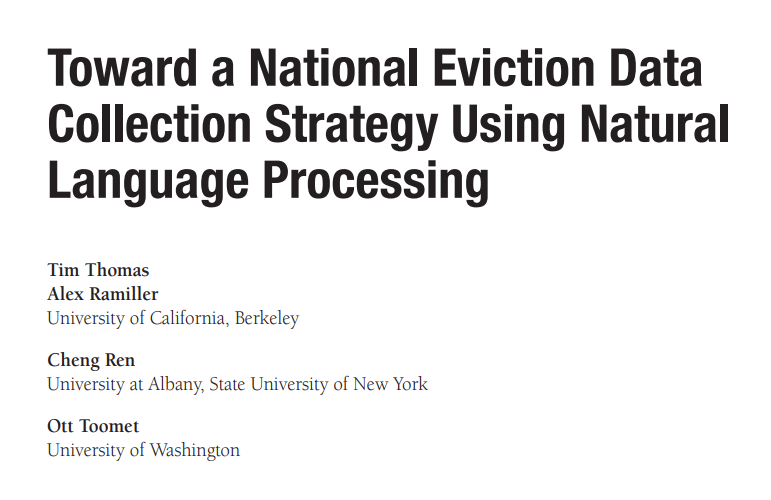 Toward a National Eviction Data
Collection Strategy Using Natural
Language Processing
Tim Thomas
Alex Ramiller
University of California, Berkeley
Cheng Ren
University at Albany, State University of New York
Ott Toomet
University of Washington